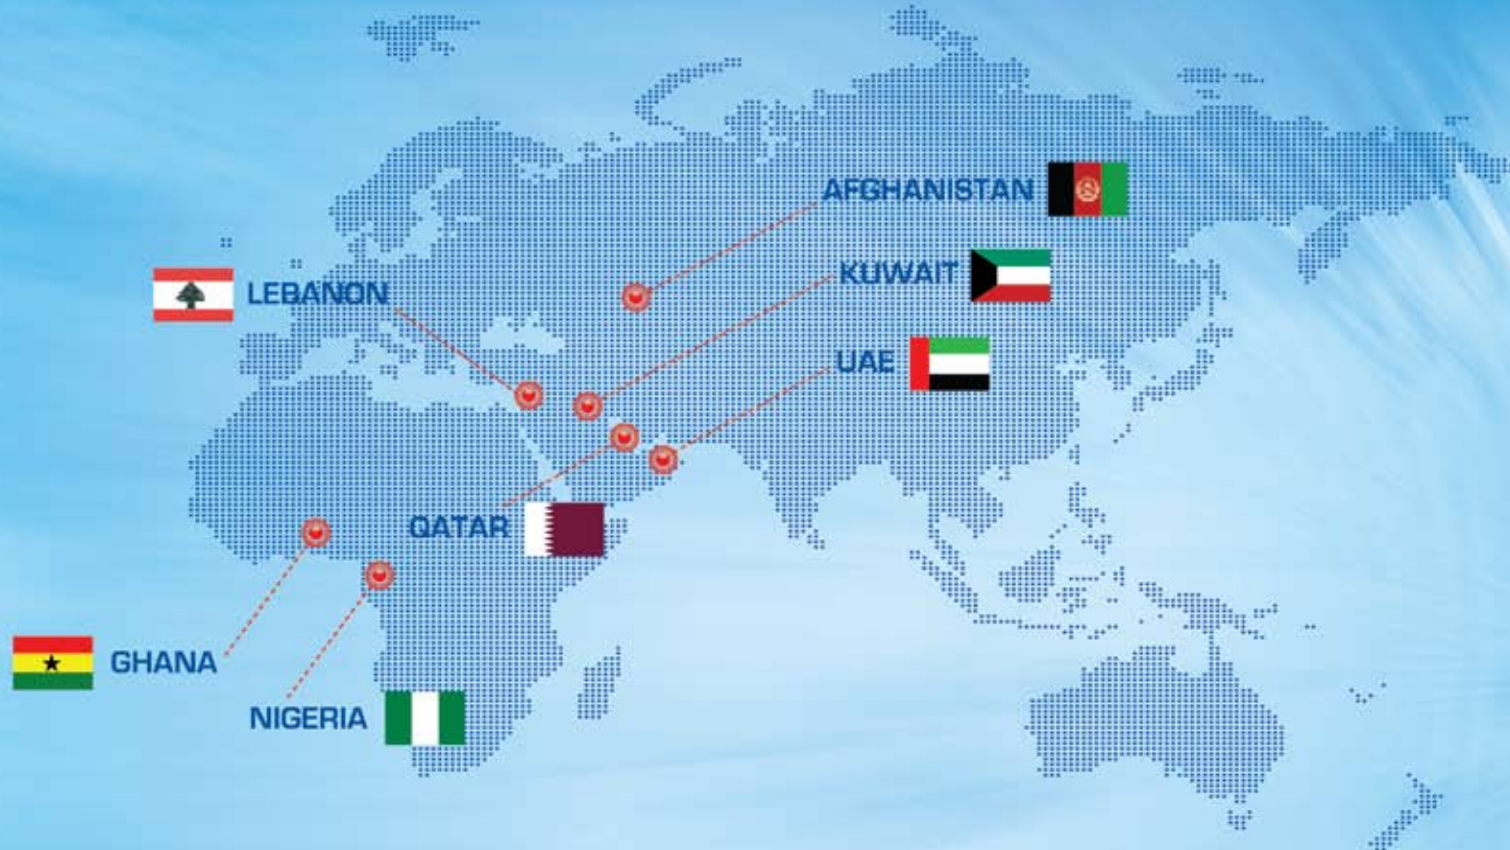 AFGHANISTAN
KUWAIT
LEBANON
UAE
QATAR
GHANA
NIGERIA